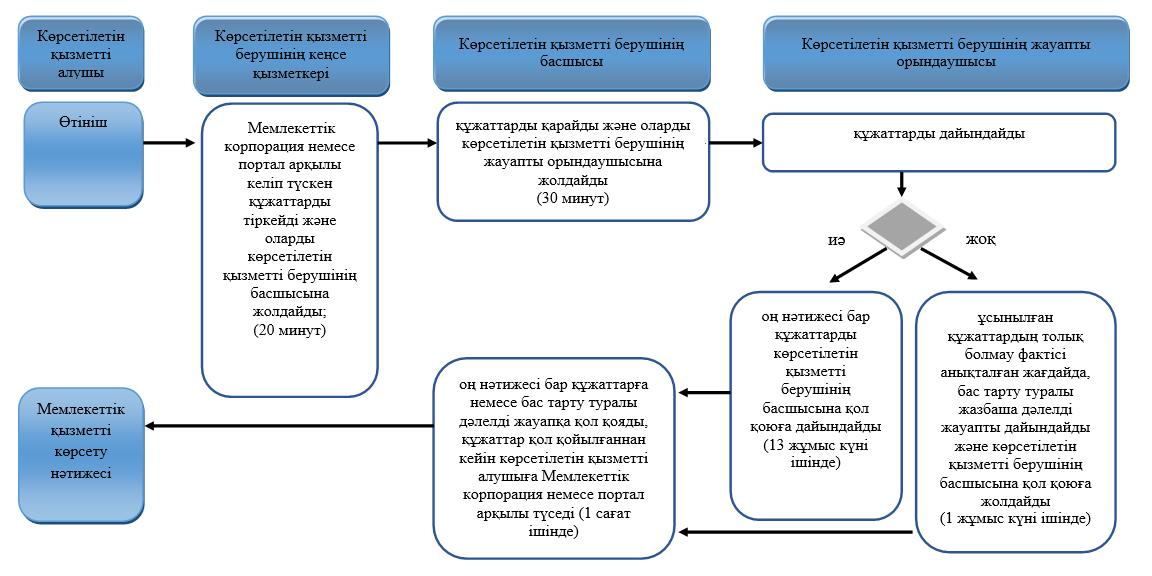 Көрсетілетін
қызметті
алушы
Көрсетілетін қызметті
берушінің кеңсе
қызметкері
Көрсетілетін қызметті берушінің
басшысы
Көрсетілетін қызметті берушінің жауапты
орындаушысы
Өтініш
Мемлекеттік
корпорация немесе
портал арқылы
келіп түскен
құжаттарды
тіркейді және
оларды
көрсетілетін
қызметті берушінің
басшысына
жолдайды;
(20 минут)
құжаттарды қарайды және оларды
көрсетілетін қызметті берушінің
жауапты орындаушысына
жолдайды
(30 минут)
құжаттарды дайындайды
иә
жоқ
оң нәтижесі бар
құжаттарды
көрсетілетін
қызметті
берушінің
басшысына қол
қоюға дайындайды
(13 жұмыс күні
ішінде)
ұсынылған
құжаттардың толық
болмау фактісі
анықталған жағдайда,
бас тарту туралы
жазбаша дәлелді
жауапты дайындайды
және көрсетілетін
қызметті берушінің
басшысына қол қоюға
жолдайды
(1 жұмыс күні ішінде)
оң нәтижесі бар құжаттарға
немесе бас тарту туралы
дәлелді жауапқа қол қояды,
құжаттар қол қойылғаннан
кейін көрсетілетін қызметті
алушыға Мемлекеттік
корпорация немесе портал
арқылы түседі (1 сағат
ішінде)
Мемлекеттік
қызметті
көрсету
нәтижесі